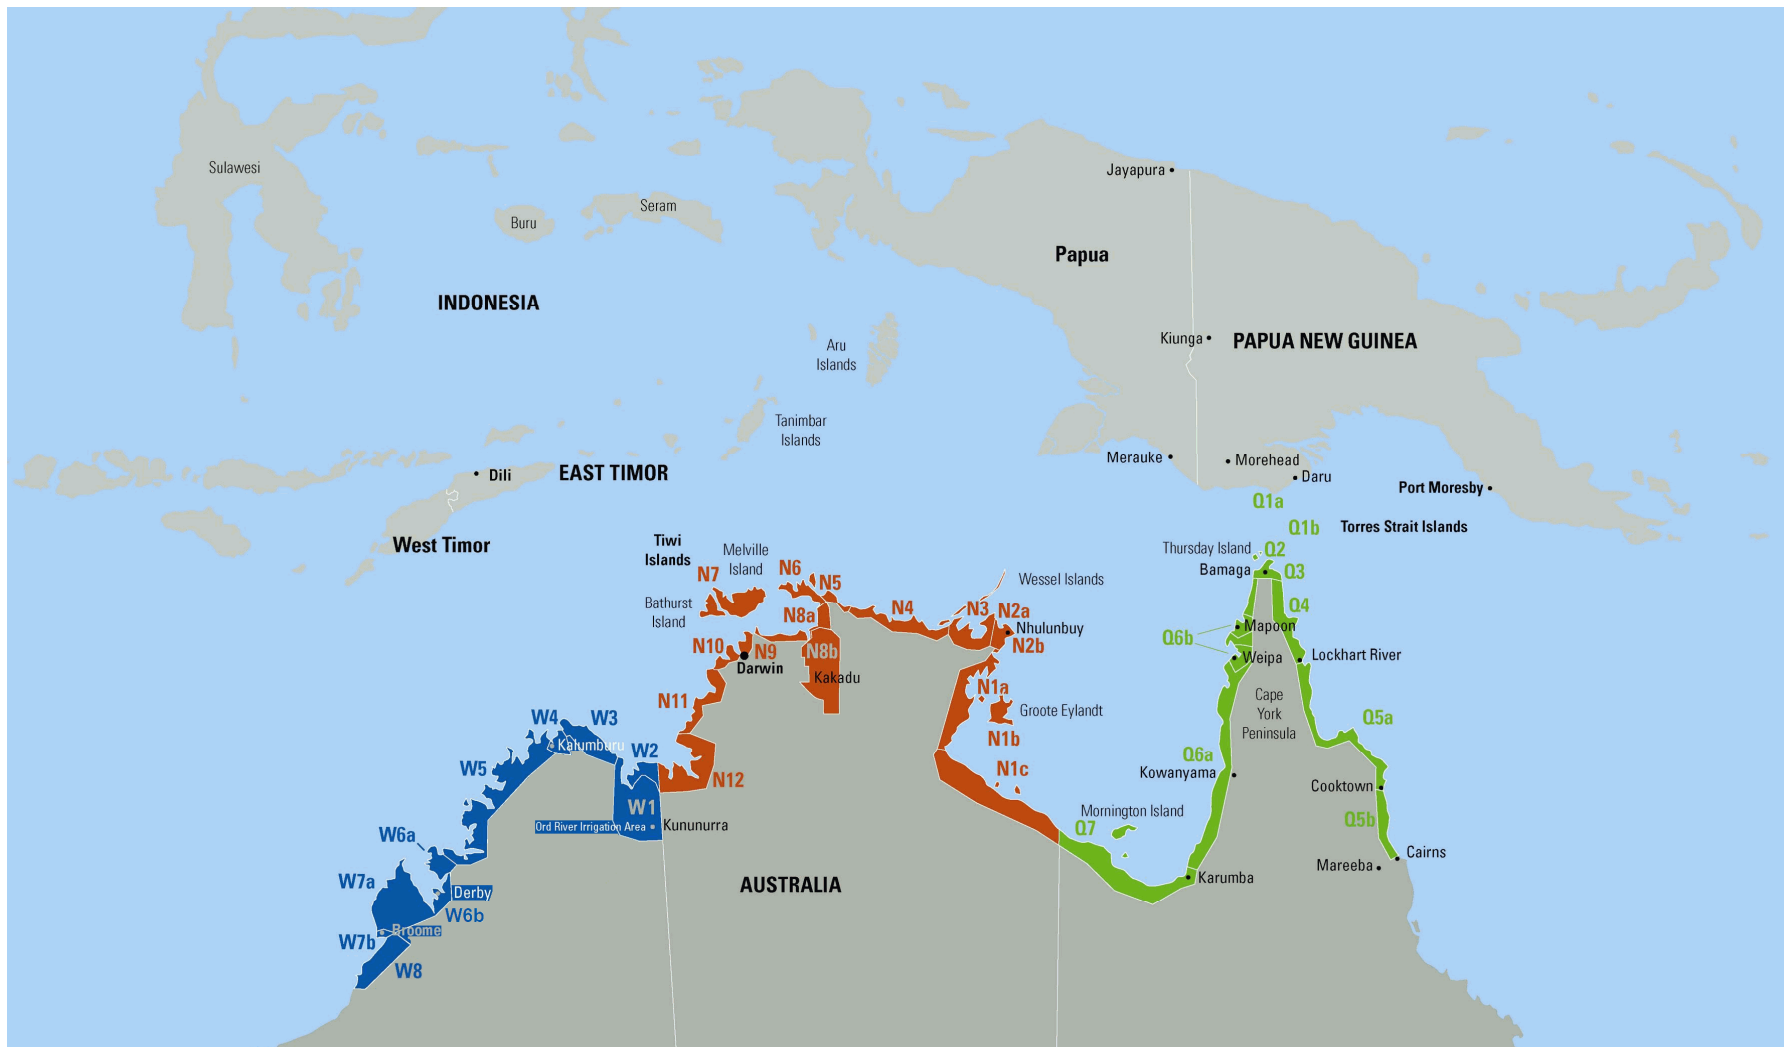 Sulawesi
Buru
Seram
Jayapura
Papua
INDONESIA
Kiunga
PAPUA NEW GUINEA
Aru
Islands
Tanimbar
Islands
Merauke
Morehead
Daru
Dili
EAST TIMOR
Port Moresby
Q1a
Q1b
Torres Strait Islands
West Timor
Tiwi
Islands
Melville
Island
Thursday Island
Q2
Bamaga
Q3
N7
N6
N5
Wessel Islands
Bathurst
Island
N8a
N4
N3
N2a
Q4
Nhulunbuy
Mapoon
Q6b
N10
N9
N8b
N2b
Weipa
Lockhart River
Darwin
Kakadu
N11
N1a
Groote Eylandt
Cape
York
Peninsula
Q5a
W4
W3
Kalumburu
N1b
W2
Q6a
W5
N12
N1c
Kowanyama
Cooktown
W1
Mornington Island
Ord River Irrigation Area
Kununurra
Q7
Q5b
W6a
Cairns
Mareeba
W7a
Derby
AUSTRALIA
Karumba
W6b
Broome
W7b
W8